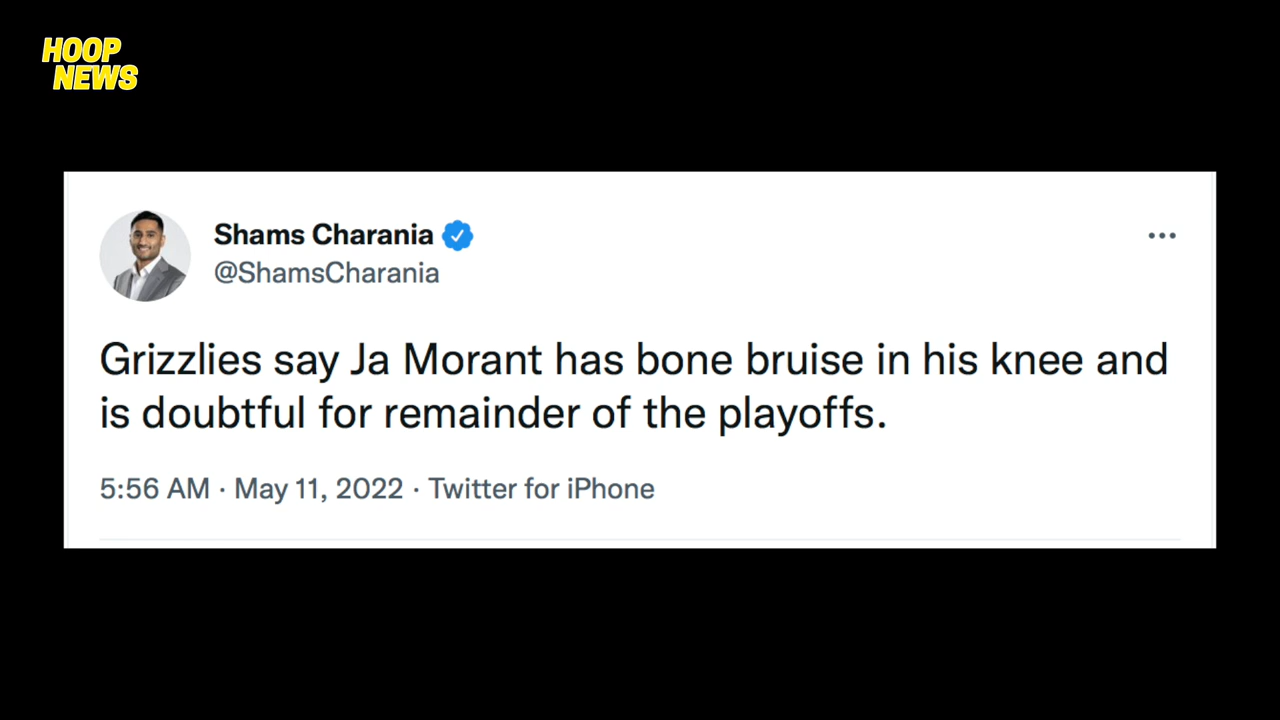 HOOP
NEWS
Shams Charania
@ShamsCharania
Grizzlies say Ja Morant has bone bruise in his knee and
is doubtful for remainder of the playoffs.
5:56 AM · May 11, 2022 · Twitter for iPhone